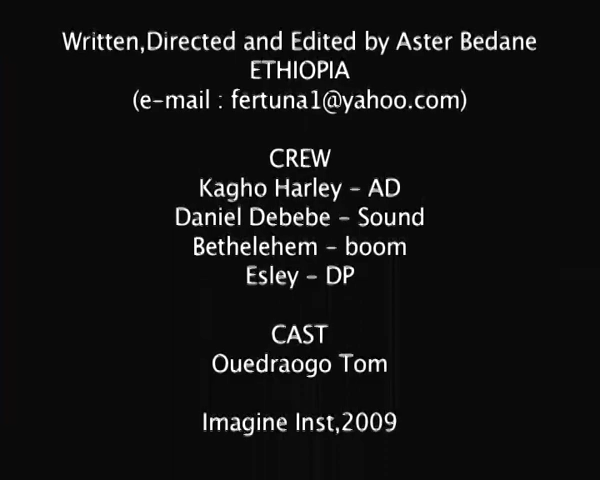 Written,Directed and Edited by Aster Bedane
ETHIOPIA
(e-mail : fertuna1@yahoo.com)
CREW
Kagho Harley - AD
Daniel Debebe - Sound
Bethelehem - boom
Esley - DP
CAST
Ouedraogo Tom
Imagine Inst,2009